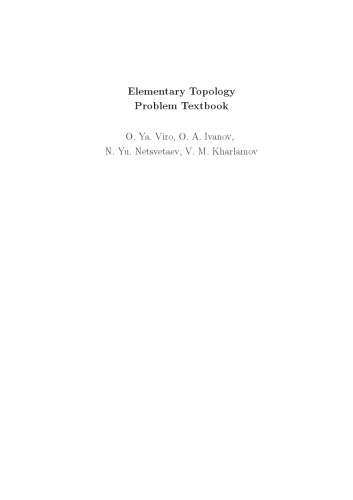 Elementary Topology
Problem Textbook
O. Ya. Viro, O. A. Ivanov,
N. Yu. Netsvetaev, V. M. Kharlamov